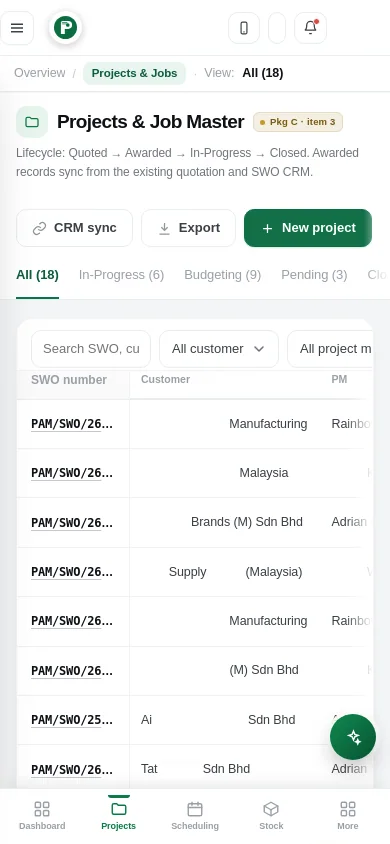 Overview / Projects & Jobs · View: All (18)
Projects & Job Master Pkg C · item 3
Lifecycle: Quoted → Awarded → In-Progress → Closed. Awarded
records sync from the existing quotation and SWO CRM.
CRM sync Export + New project
All (18) In-Progress (6) Budgeting (9) Pending (3) Clo
Search SWO, cu All customer All project m
SWO number Customer PM
PAM/SWO/26... Manufacturing Rainbo
PAM/SWO/26... Malaysia
PAM/SWO/26... Brands (M) Sdn Bhd Adrian
PAM/SWO/26... Supply (Malaysia)
PAM/SWO/26... Manufacturing Rainbo
PAM/SWO/26... (M) Sdn Bhd
PAM/SWO/25... Ai Sdn Bhd
PAM/SWO/26... Tat Sdn Bhd Adrian
Dashboard Projects Scheduling Stock More